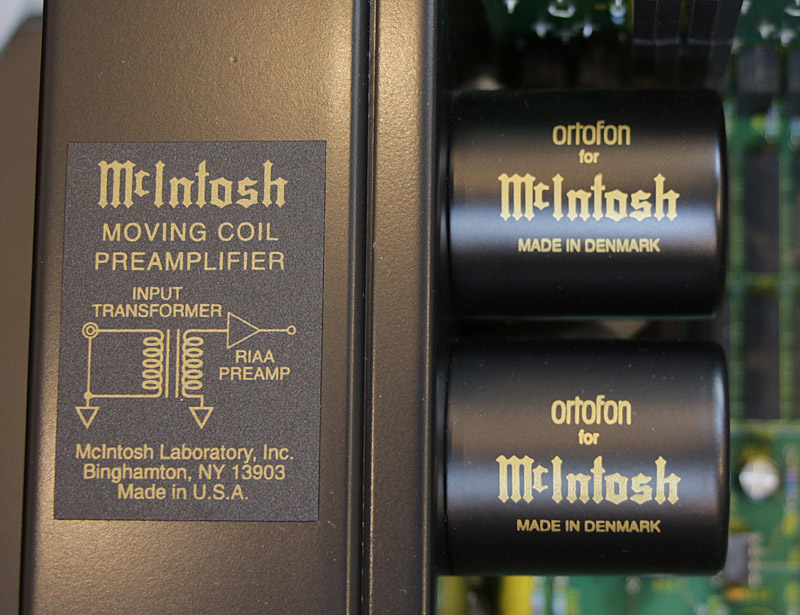 McIntosh
MOVING COIL
PREAMPLIFIER
INPUT
TRANSFORMER
RIAA
PREAMP
McIntosh Laboratory, Inc.
Binghamton, NY 13903
Made in U.S.A.
ortofon
for
McIntosh
MADE IN DENMARK
ortofon
for
McIntosh
MADE IN DENMARK